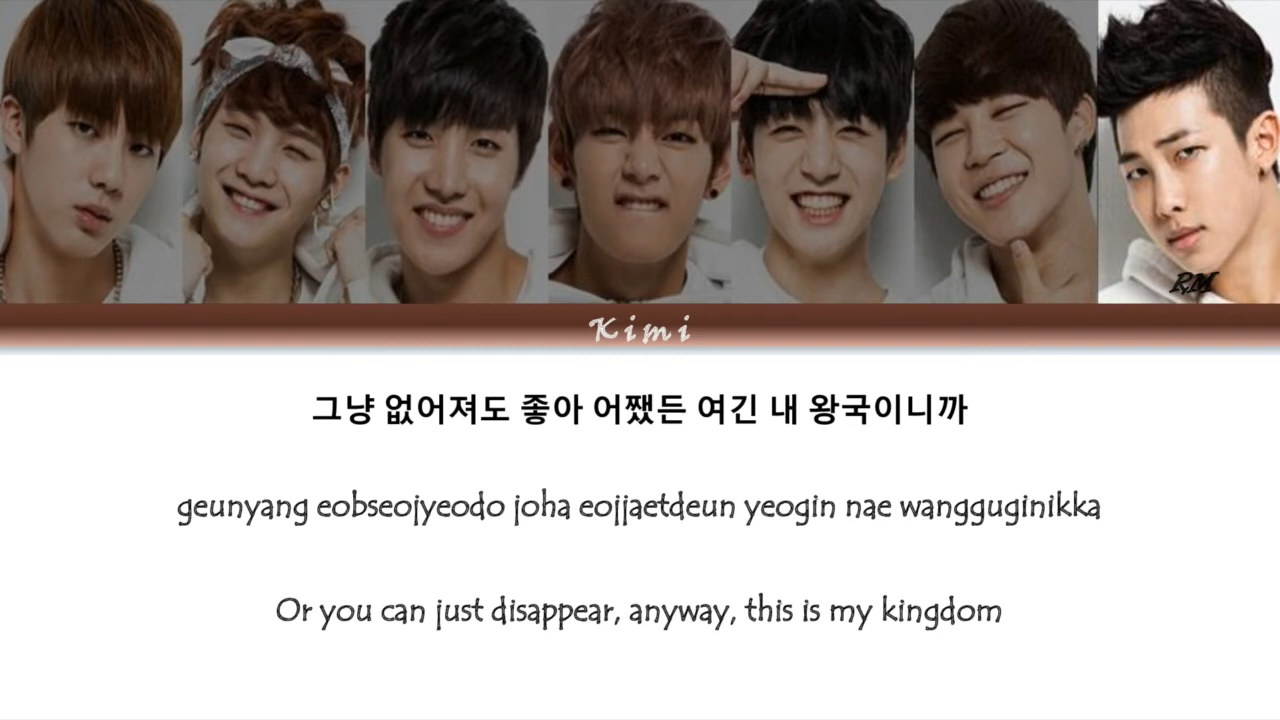 RM
Kimi
그냥 없어져도 좋아 어쨌든 여긴 내 왕국이니까
geunyang eobseojyeodo joha eojjaetdeun yeogin nae wangguginikka
Or you can just disappear, anyway, this is my kingdom